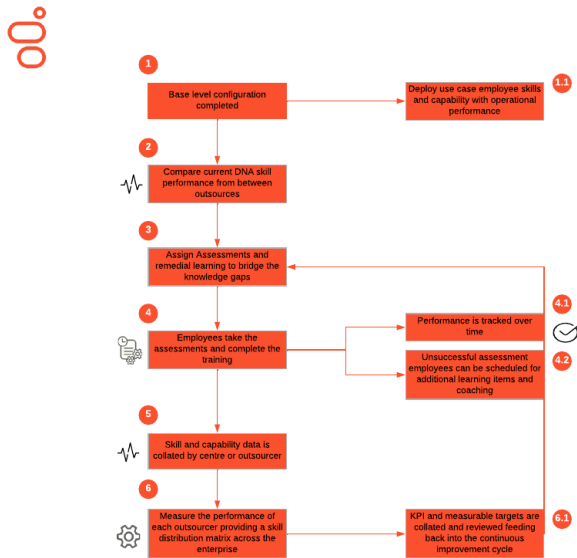 1
Base level configuration
completed
1.1
Deploy use case employee skills
and capability with operational
performance
2
Compare current DNA skill
performance from between
outsources
3
Assign Assessments and
remedial learning to bridge the
knowledge gaps
4
Employees take the
assessments and complete the
training
4.1
Performance is tracked over
time
4.2
Unsuccessful assessment
employees can be scheduled for
additional learning items and
coaching
5
Skill and capability data is
collated by centre or outsourcer
6
Measure the performance of
each outsourcer providing a skill
distribution matrix across the
enterprise
6.1
KPI and measurable targets are
collated and reviewed feeding
back into the continuous
improvement cycle